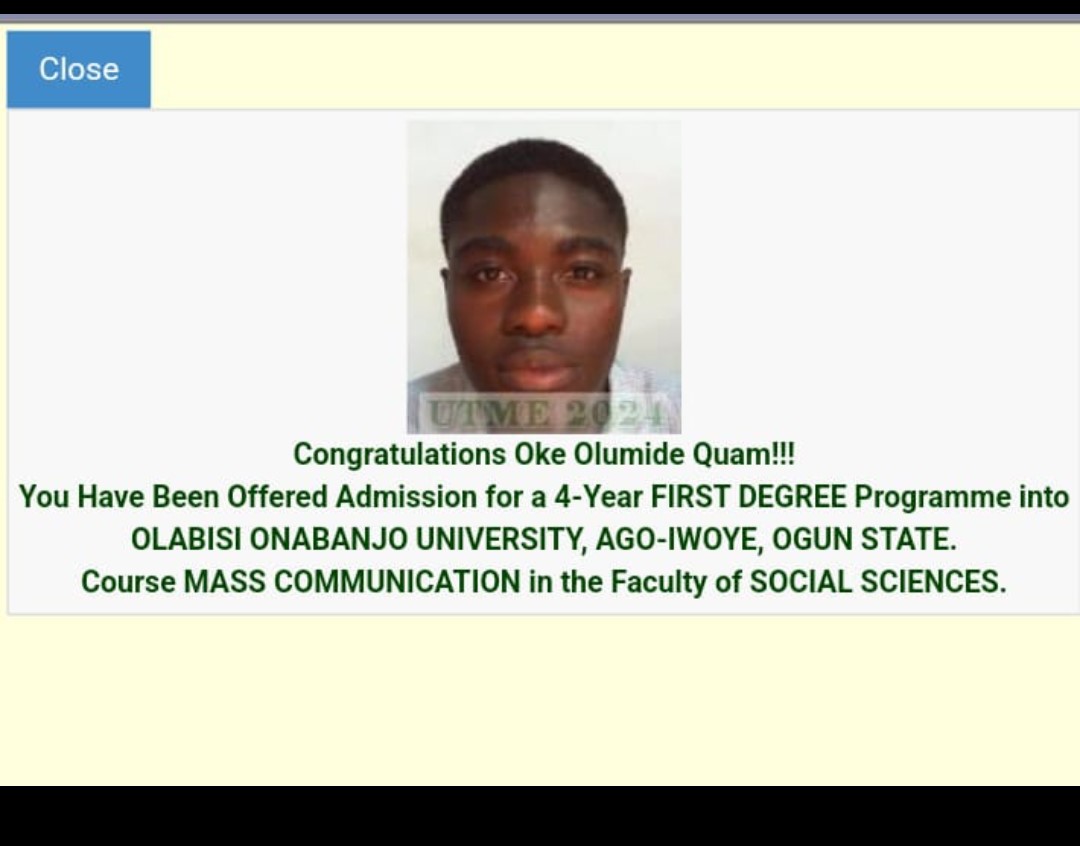 Close
UTME 2024
Congratulations Oke Olumide Quam!!!
You Have Been Offered Admission for a 4-Year FIRST DEGREE Programme into
OLABISI ONABANJO UNIVERSITY, AGO-IWOYE, OGUN STATE.
Course MASS COMMUNICATION in the Faculty of SOCIAL SCIENCES.